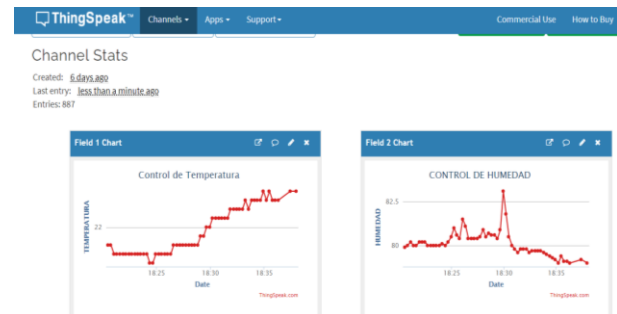 ThingSpeak™ Channels Apps Support Commercial Use How to Buy
Channel Stats
Created: 6 days ago
Last entry: less than a minute ago
Entries: 887
Field 1 Chart
Control de Temperatura
TEMPERATURA
22
18:25 18:30 18:35
Date
ThingSpeak.com
Field 2 Chart
CONTROL DE HUMEDAD
HUMEDAD
82.5
80
18:25 18:30 18:35
Date
ThingSpeak.com